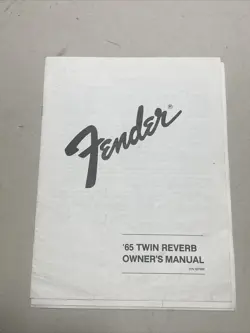 Fender®
'65 TWIN REVERB
OWNER'S MANUAL